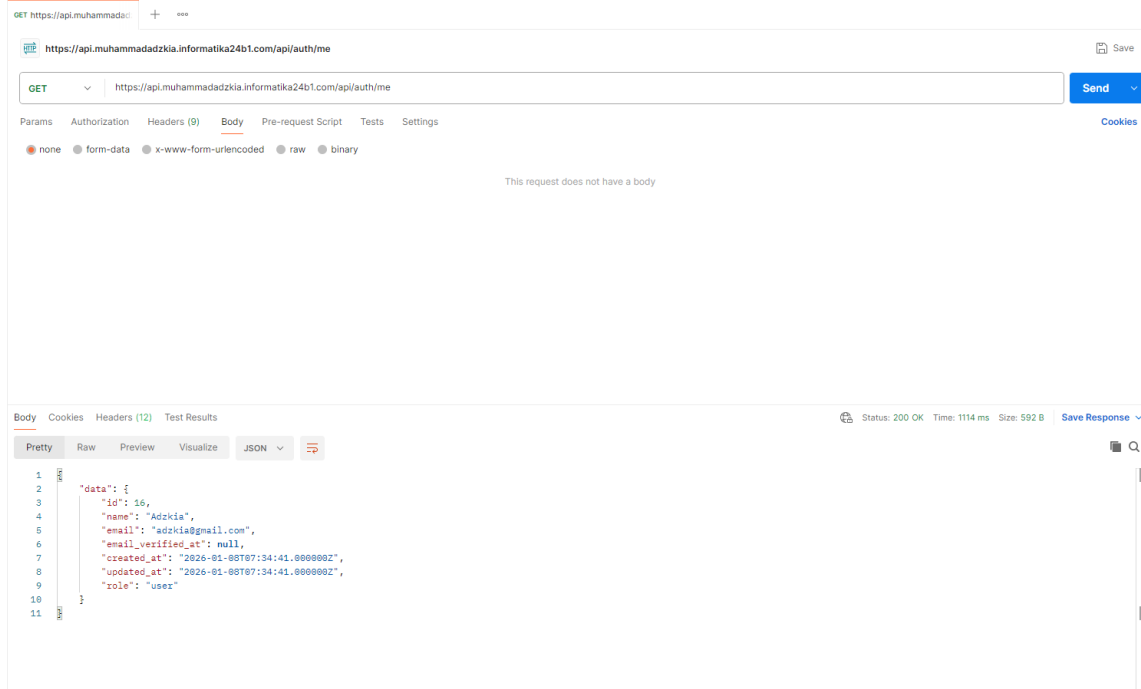 GET https://api.muhammadad
HTTP https://api.muhammadadzkia.informatika24b1.com/api/auth/me Save
GET https://api.muhammadadzkia.informatika24b1.com/api/auth/me Send
Params Authorization Headers (9) Body Pre-request Script Tests Settings Cookies
none form-data x-www-form-urlencoded raw binary
This request does not have a body
Body Cookies Headers (12) Test Results Status: 200 OK Time: 1114 ms Size: 592 B Save Response
Pretty Raw Preview Visualize JSON
1 {
2 "data": {
3 "id": 16,
4 "name": "Adzkia",
5 "email": "adzkia@gmail.com",
6 "email_verified_at": null,
7 "created_at": "2026-01-08T07:34:41.000000Z",
8 "updated_at": "2026-01-08T07:34:41.000000Z",
9 "role": "user"
10 }
11 }